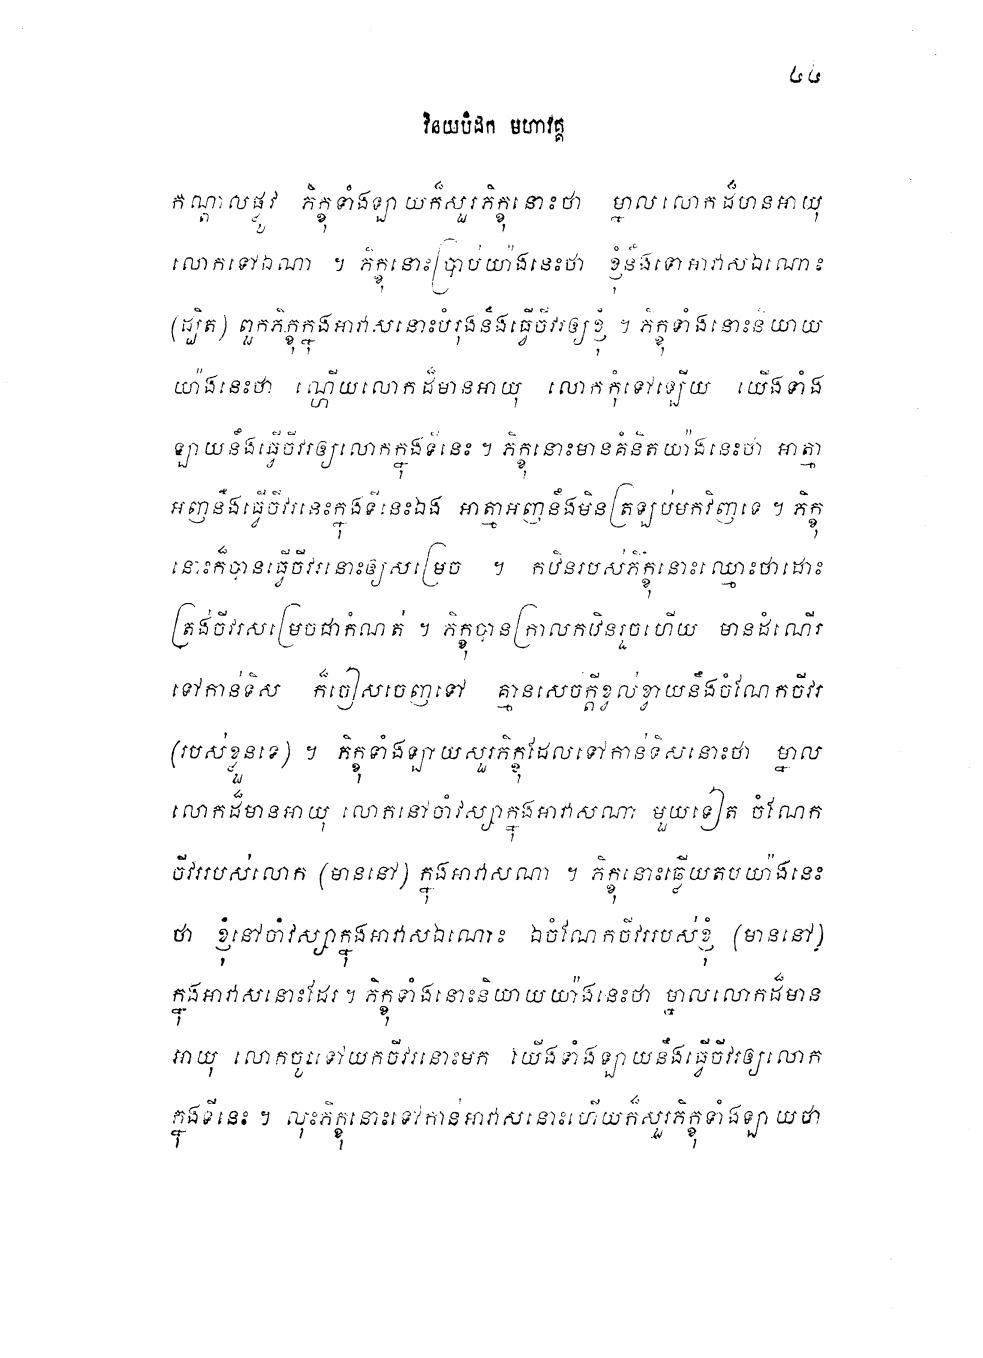 ៤៤
វិនយបិដក មហាវគ្គ
កណ្តាលផ្លូវ ភិក្ខុទាំងឡាយក៏សួរភិក្ខុនោះថា ម្នាលលោកដ៏មានអាយុ
លោកទៅឯណា ។ ភិក្ខុនោះប្រាប់យ៉ាងនេះថា ខ្ញុំនឹងទៅអាវាសឯណោះ
(ដ្បិត) ពួកភិក្ខុក្នុងអាវាសនោះបំរុងនឹងធ្វើចីវរឲ្យខ្ញុំ ។ ភិក្ខុទាំងនោះនិយាយ
យ៉ាងនេះថា ណ្ហើយលោកដ៏មានអាយុ លោកកុំទៅឡើយ យើងទាំង
ឡាយនឹងធ្វើចីវរឲ្យលោកក្នុងទីនេះ ។ ភិក្ខុនោះមានគំនិតយ៉ាងនេះថា អាត្មា
អញនឹងធ្វើចីវរនេះក្នុងទីនេះឯង អាត្មាអញនឹងមិនត្រឡប់មកវិញទេ ។ ភិក្ខុ
នោះក៏បានធ្វើចីវរនោះឲ្យសម្រេច ។ កឋិនរបស់ភិក្ខុនោះឈ្មោះថាដោះ
ត្រង់ចីវរសម្រេចជាកំណត់ ។ ភិក្ខុបានក្រាលកឋិនរួចហើយ មានដំណើរ
ទៅកាន់ទិស ក៏ចៀសចេញទៅ គ្មានសេចក្តីខ្វល់ខ្វាយនឹងចំណែកចីវរ
(របស់ខ្លួនទេ) ។ ភិក្ខុទាំងឡាយសួរភិក្ខុដែលទៅកាន់ទិសនោះថា ម្នាល
លោកដ៏មានអាយុ លោកនៅចាំវស្សាក្នុងអាវាសណា មួយទៀត ចំណែក
ចីវររបស់លោក (មាននៅ) ក្នុងអាវាសណា ។ ភិក្ខុនោះធ្វើយតបយ៉ាងនេះ
ថា ខ្ញុំនៅចាំវស្សាក្នុងអាវាសឯណោះ ឯចំណែកចីវររបស់ខ្ញុំ (មាននៅ)
ក្នុងអាវាសនោះដែរ ។ ភិក្ខុទាំងនោះនិយាយយ៉ាងនេះថា ម្នាលលោកដ៏មាន
អាយុ លោកចូរទៅយកចីវរនោះមក យើងទាំងឡាយនឹងធ្វើចីវរឲ្យលោក
ក្នុងទីនេះ ។ លុះភិក្ខុនោះទៅកាន់អាវាសនោះហើយក៏សួរភិក្ខុទាំងឡាយថា